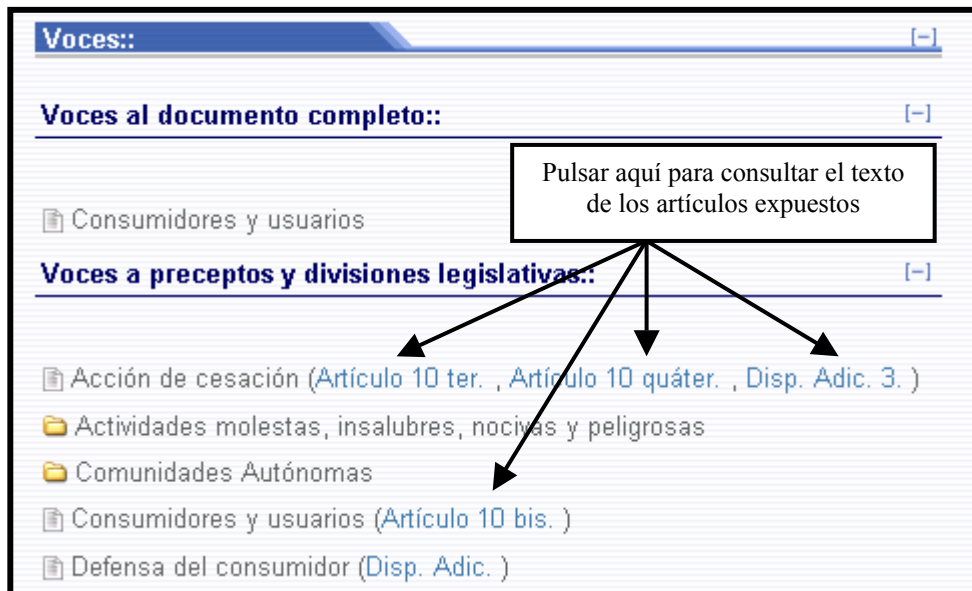 Voces:: [–]
Voces al documento completo:: [–]
Pulsar aquí para consultar el texto
de los artículos expuestos
Consumidores y usuarios
Voces a preceptos y divisiones legislativas:: [–]
Acción de cesación (Artículo 10 ter. , Artículo 10 quáter. , Disp. Adic. 3. )
Actividades molestas, insalubres, nocivas y peligrosas
Comunidades Autónomas
Consumidores y usuarios (Artículo 10 bis. )
Defensa del consumidor (Disp. Adic. )